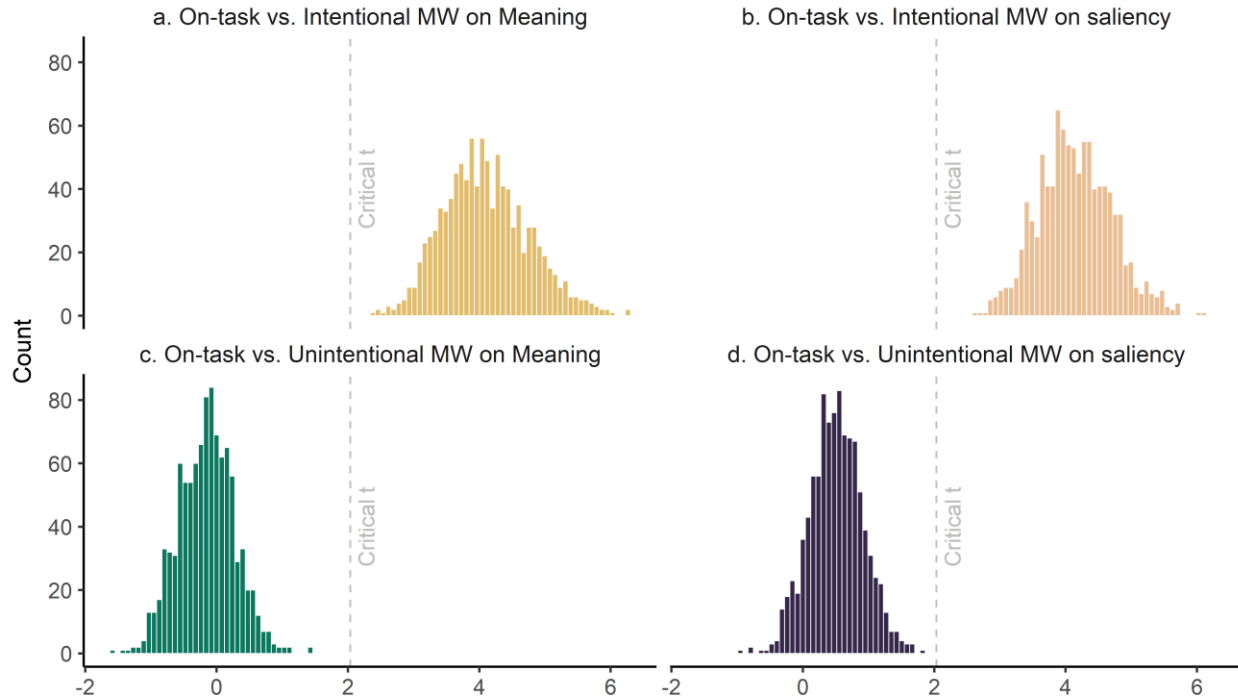 a. On-task vs. Intentional MW on Meaning
b. On-task vs. Intentional MW on saliency
80
60
40
20
0
Critical t
Critical t
Count
c. On-task vs. Unintentional MW on Meaning
d. On-task vs. Unintentional MW on saliency
80
60
40
20
0
Critical t
Critical t
-2 0 2 4 6
-2 0 2 4 6